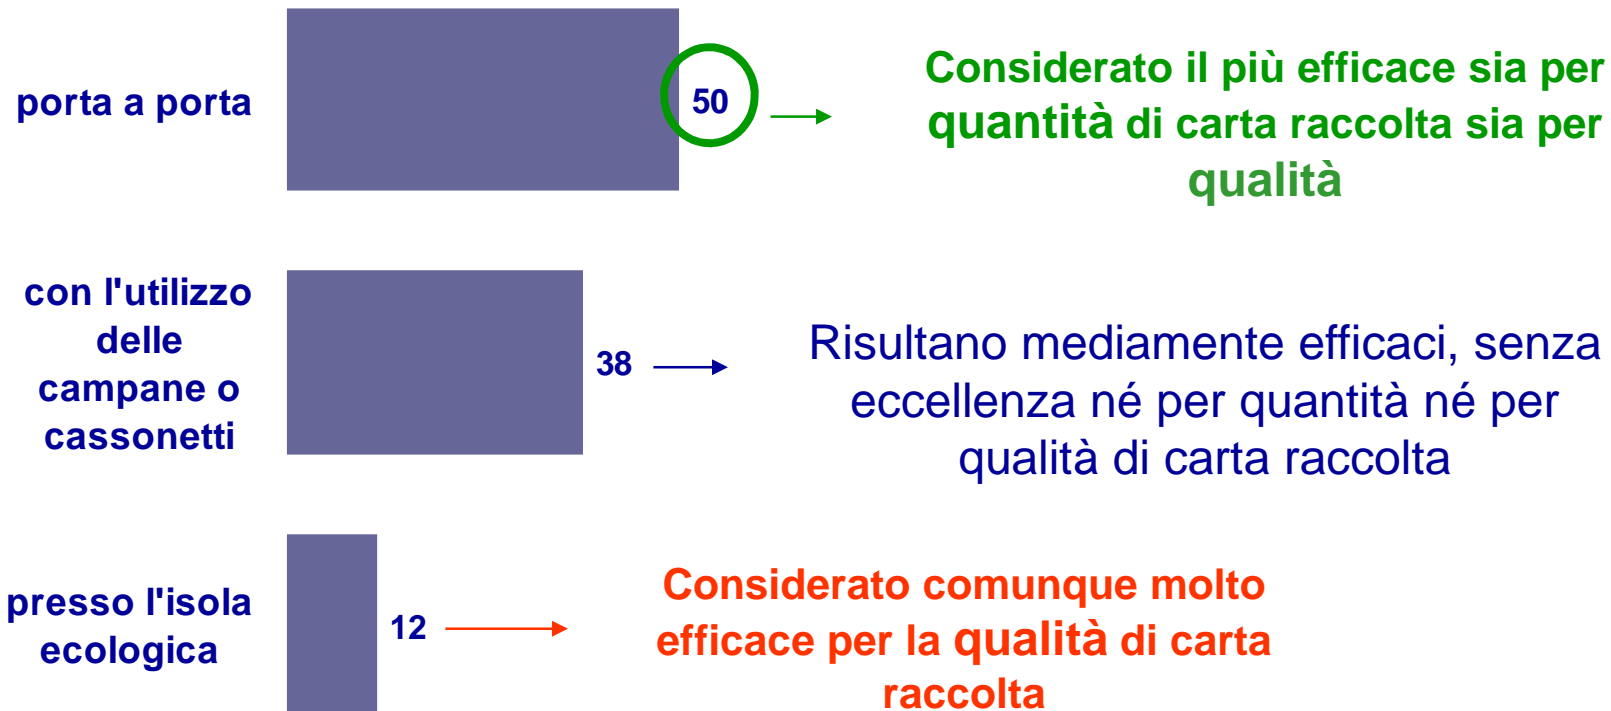 porta a porta
50
Considerato il più efficace sia per
quantità di carta raccolta sia per
qualità
con l'utilizzo
delle
campane o
cassonetti
38
Risultano mediamente efficaci, senza
eccellenza né per quantità né per
qualità di carta raccolta
presso l'isola
ecologica
12
Considerato comunque molto
efficace per la qualità di carta
raccolta